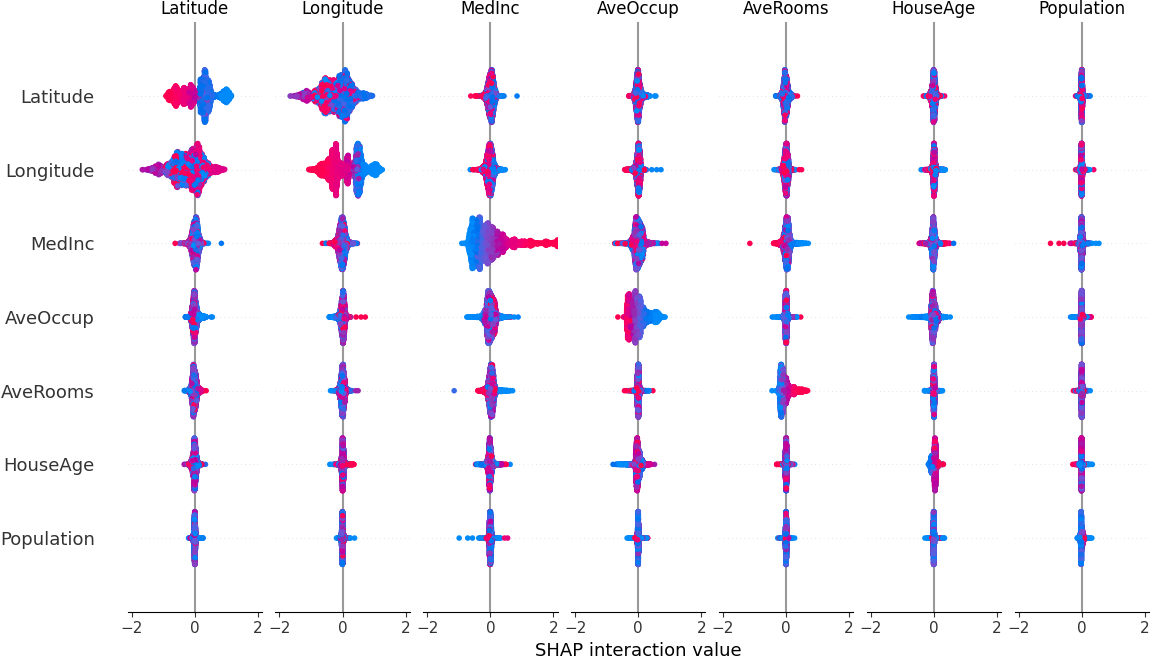 Latitude Longitude MedInc AveOccup AveRooms HouseAge Population
Latitude
Longitude
MedInc
AveOccup
AveRooms
HouseAge
Population
−2 0 2 −2 0 2 −2 0 2 −2 0 2 −2 0 2 −2 0 2 −2 0 2
SHAP interaction value